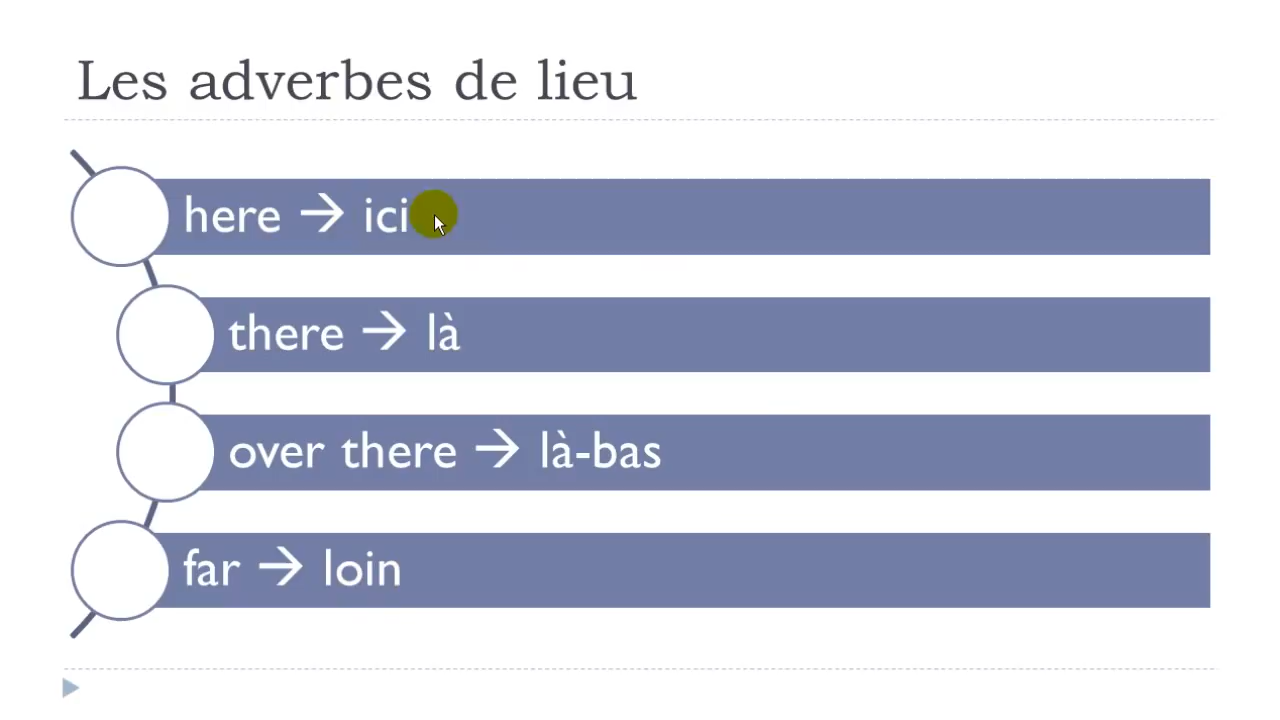 Les adverbes de lieu
here → ici
there → là
over there → là-bas
far → loin